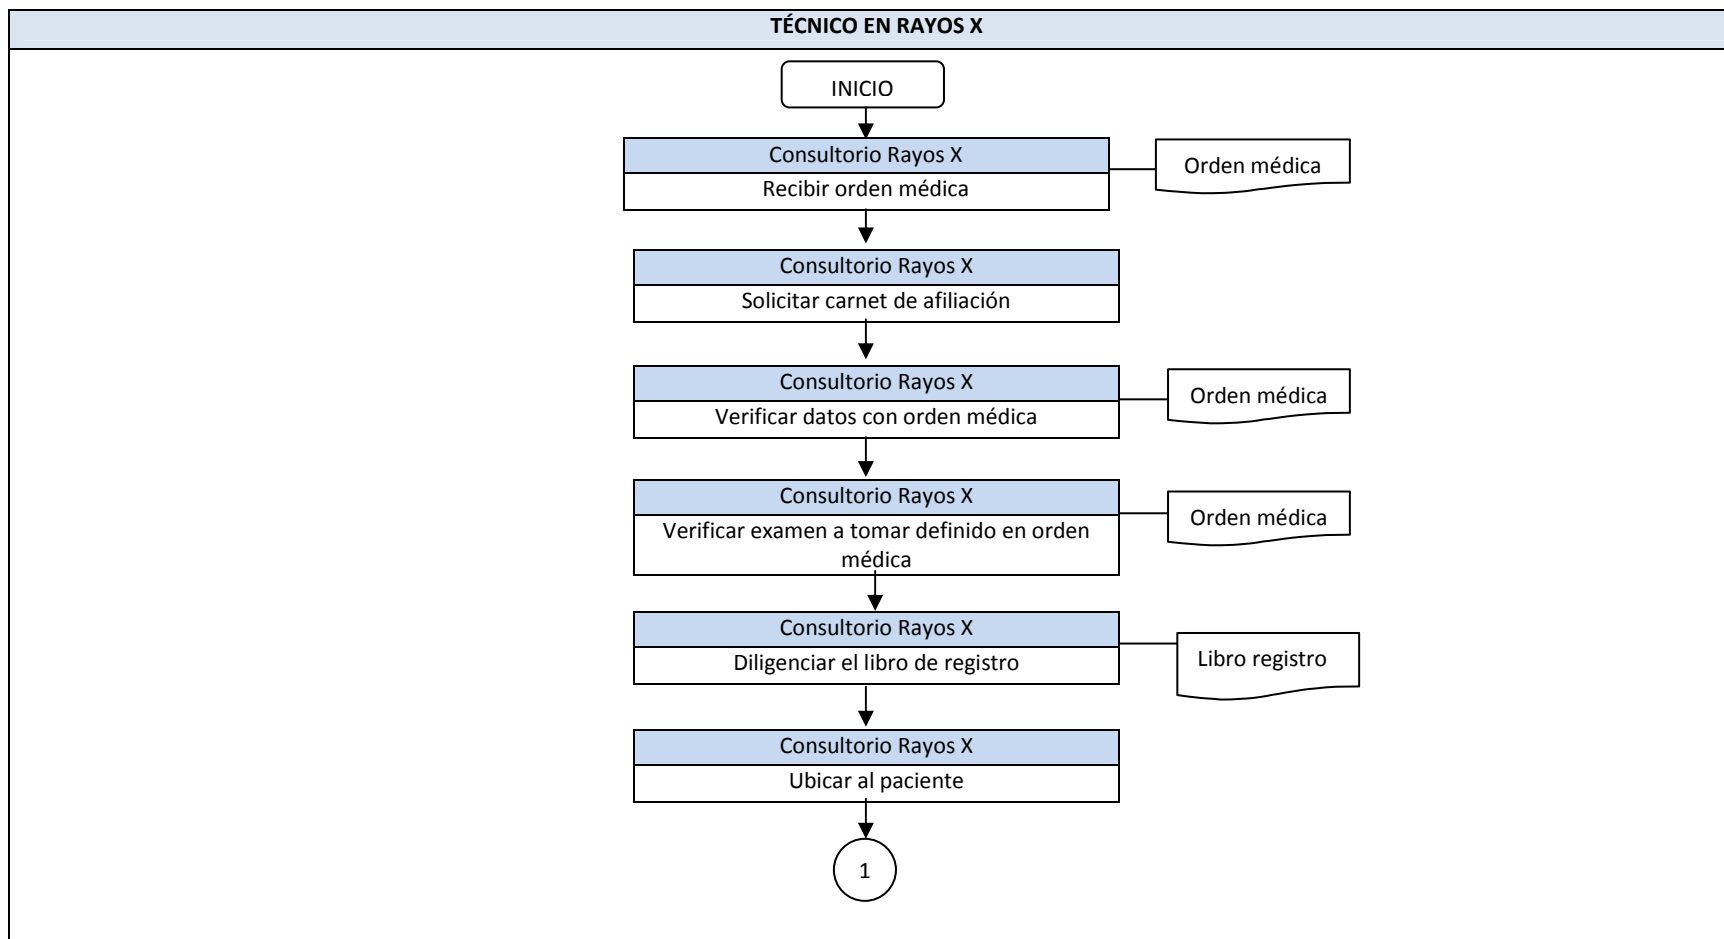 TÉCNICO EN RAYOS X
INICIO
Consultorio Rayos X
Recibir orden médica
Orden médica
Consultorio Rayos X
Solicitar carnet de afiliación
Consultorio Rayos X
Verificar datos con orden médica
Orden médica
Consultorio Rayos X
Verificar examen a tomar definido en orden
médica
Orden médica
Consultorio Rayos X
Diligenciar el libro de registro
Libro registro
Consultorio Rayos X
Ubicar al paciente
1